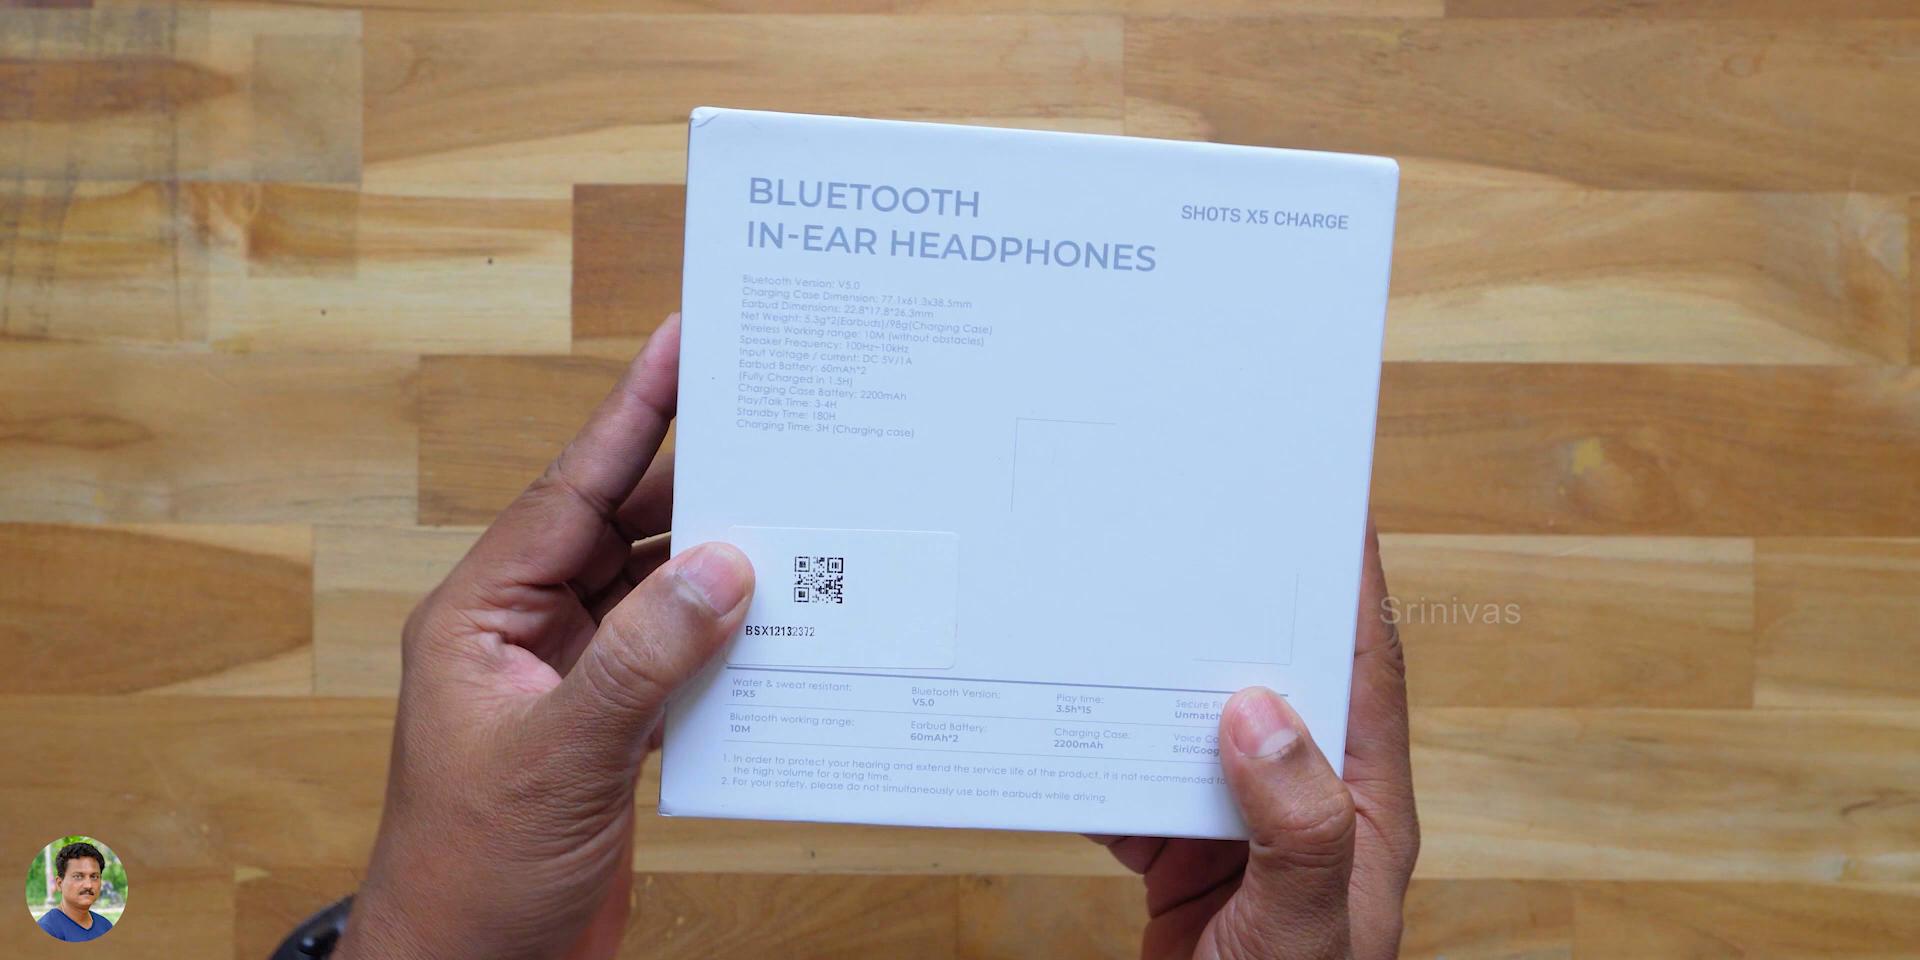 BLUETOOTH
IN-EAR HEADPHONES
SHOTS X5 CHARGE
Bluetooth Version: V5.0
Charging Case Dimension: 77.1x61.3x38.5mm
Earbud Dimensions: 22.8*17.8*26.3mm
Net Weight: 5.3g*2(Earbuds)/98g(Charging Case)
Wireless Working range: 10M (without obstacles)
Speaker Frequency: 100Hz~10kHz
Input Voltage / current: DC 5V/1A
Earbud Battery: 60mAh*2
(Fully Charged in 1.5H)
Charging Case Battery: 2200mAh
Play/Talk Time: 3-4H
Standby Time: 180H
Charging Time: 3H (Charging case)
BSX12132372
Water & sweat resistant:
IPX5
Bluetooth Version:
V5.0
Play time:
3.5h*15
Secure
Bluetooth working range:
10M
Earbud Battery:
60mAh*2
Charging Case:
2200mAh
Voice
1. In order to protect your hearing and extend the service life of the product, it is not recommended
the high volume for a long time.
2. For your safety, please do not simultaneously use both earbuds while driving.
Srinivas